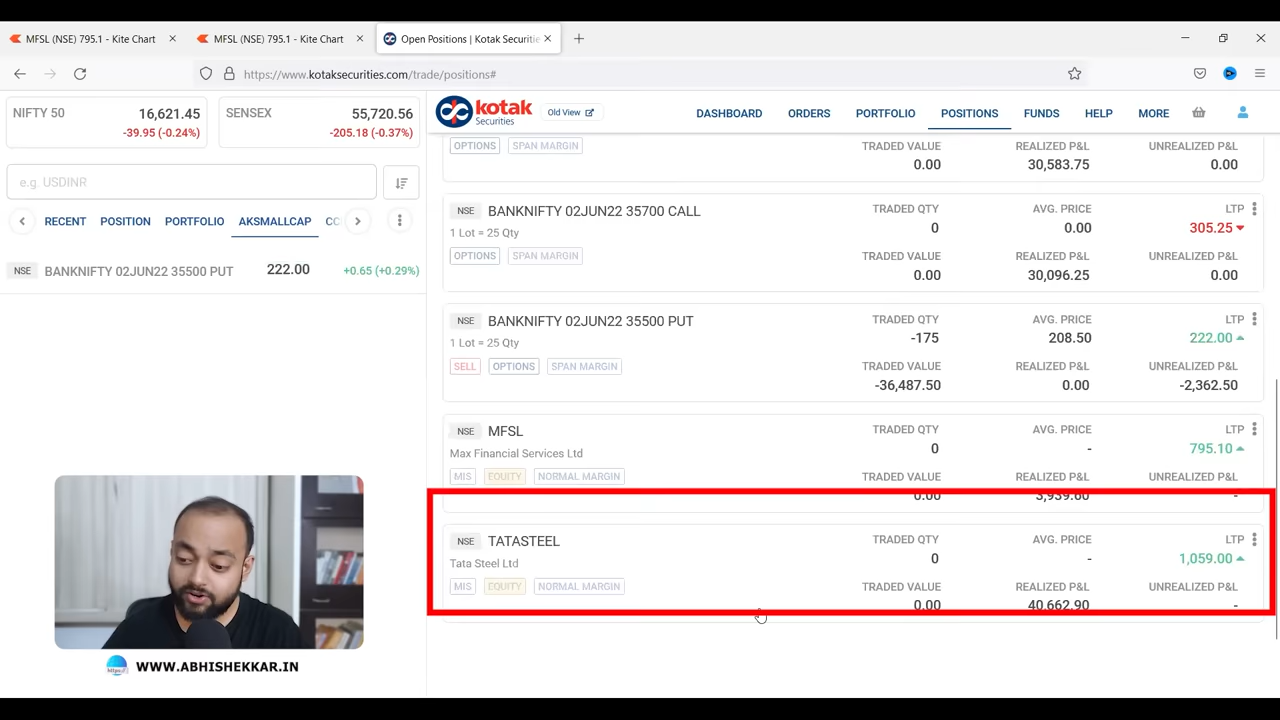 MFSL (NSE) 795.1 - Kite Chart
MFSL (NSE) 795.1 - Kite Chart
Open Positions | Kotak Securitie
https://www.kotaksecurities.com/trade/positions#
NIFTY 50 16,621.45
-39.95 (-0.24%)
SENSEX 55,720.56
-205.18 (-0.37%)
kotak
Securities
Old View
DASHBOARD ORDERS PORTFOLIO POSITIONS FUNDS HELP MORE
e.g. USDINR
RECENT POSITION PORTFOLIO AKSMALLCAP
NSE BANKNIFTY 02JUN22 35500 PUT 222.00 +0.65 (+0.29%)
OPTIONS SPAN MARGIN
TRADED VALUE REALIZED P&L UNREALIZED P&L
0.00 30,583.75 0.00
NSE BANKNIFTY 02JUN22 35700 CALL TRADED QTY AVG. PRICE LTP
1 Lot = 25 Qty 0 0.00 305.25
OPTIONS SPAN MARGIN TRADED VALUE REALIZED P&L UNREALIZED P&L
0.00 30,096.25 0.00
NSE BANKNIFTY 02JUN22 35500 PUT TRADED QTY AVG. PRICE LTP
1 Lot = 25 Qty -175 208.50 222.00
SELL OPTIONS SPAN MARGIN TRADED VALUE REALIZED P&L UNREALIZED P&L
-36,487.50 0.00 -2,362.50
NSE MFSL TRADED QTY AVG. PRICE LTP
Max Financial Services Ltd 0 - 795.10
MIS EQUITY NORMAL MARGIN TRADED VALUE REALIZED P&L UNREALIZED P&L
0.00 3,939.60 -
NSE TATASTEEL TRADED QTY AVG. PRICE LTP
Tata Steel Ltd 0 - 1,059.00
MIS EQUITY NORMAL MARGIN TRADED VALUE REALIZED P&L UNREALIZED P&L
0.00 40,662.90 -
WWW.ABHISHEKKAR.IN